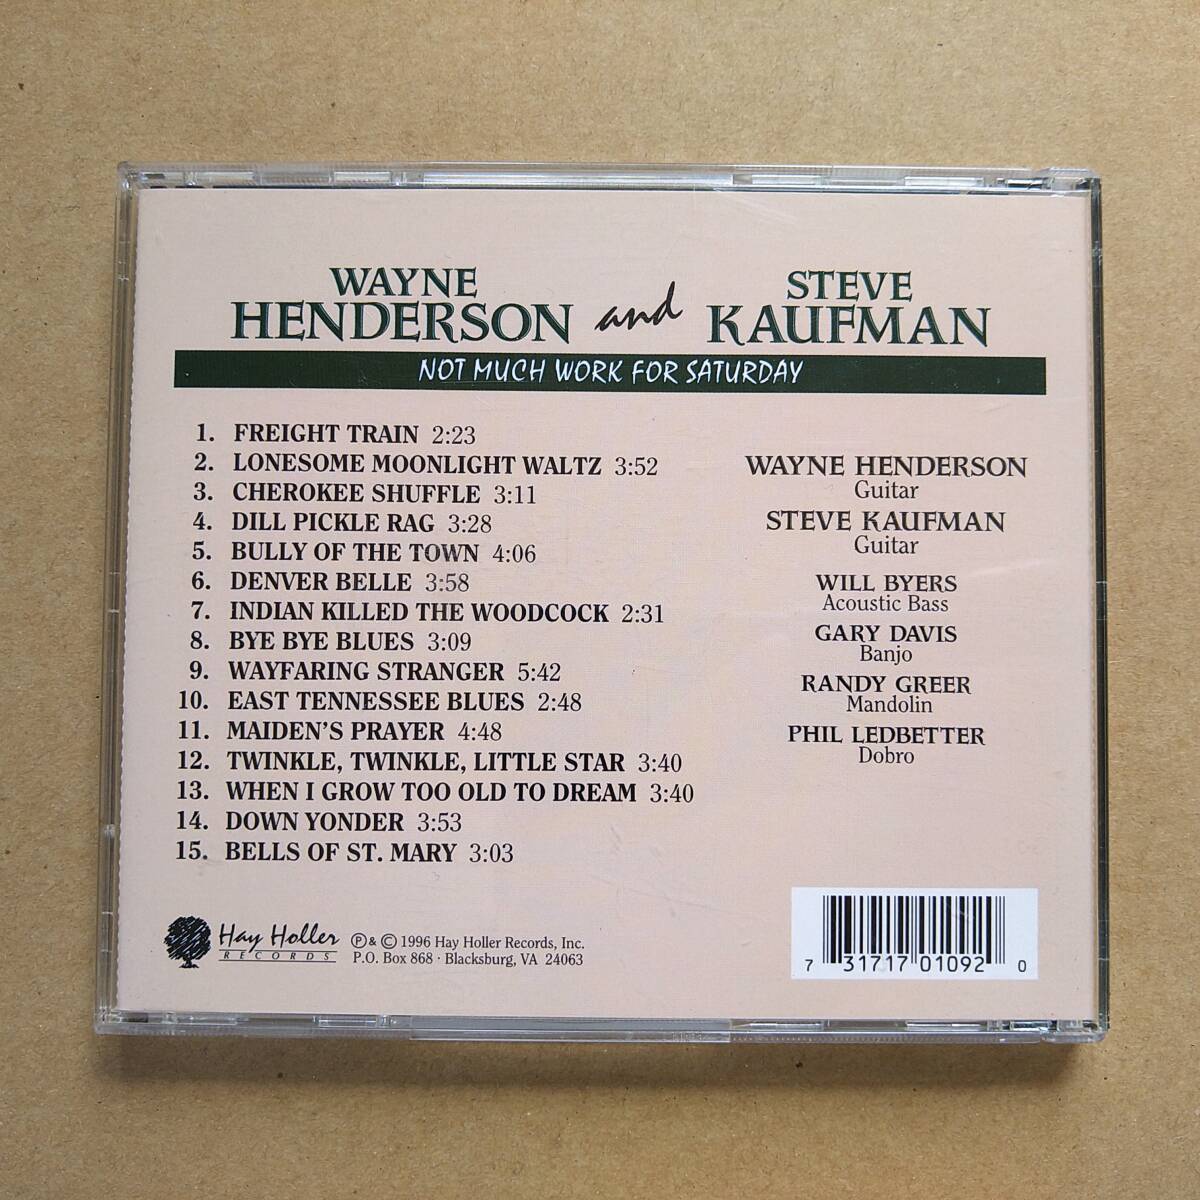 WAYNE HENDERSON and STEVE KAUFMAN
NOT MUCH WORK FOR SATURDAY
1. FREIGHT TRAIN 2:23
2. LONESOME MOONLIGHT WALTZ 3:52
3. CHEROKEE SHUFFLE 3:11
4. DILL PICKLE RAG 3:28
5. BULLY OF THE TOWN 4:06
6. DENVER BELLE 3:58
7. INDIAN KILLED THE WOODCOCK 2:31
8. BYE BYE BLUES 3:09
9. WAYFARING STRANGER 5:42
10. EAST TENNESSEE BLUES 2:48
11. MAIDEN'S PRAYER 4:48
12. TWINKLE, TWINKLE, LITTLE STAR 3:40
13. WHEN I GROW TOO OLD TO DREAM 3:40
14. DOWN YONDER 3:53
15. BELLS OF ST. MARY 3:03
WAYNE HENDERSON
Guitar
STEVE KAUFMAN
Guitar
WILL BYERS
Acoustic Bass
GARY DAVIS
Banjo
RANDY GREER
Mandolin
PHIL LEDBETTER
Dobro
Hay Holler
RECORDS
℗ & © 1996 Hay Holler Records, Inc.
P.O. Box 868 · Blacksburg, VA 24063
7 31717 01092 0